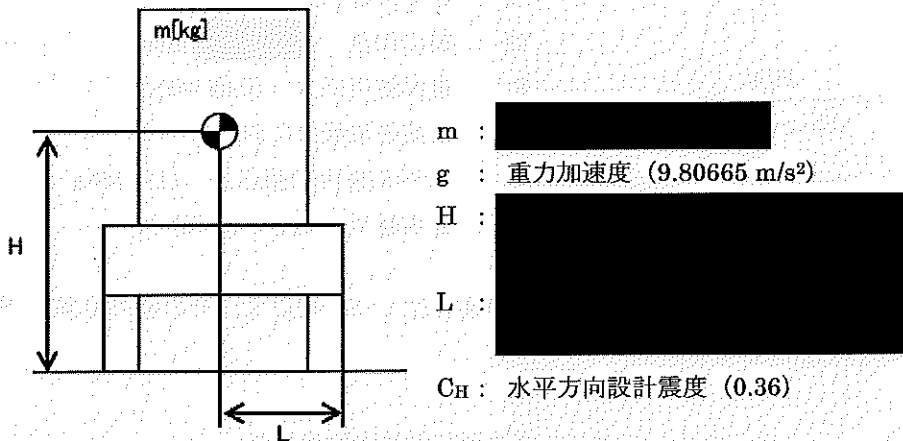 m[kg]
m :
g : 重力加速度（9.80665 m/s²）
H :
H
L :
CH : 水平方向設計震度（0.36）
L